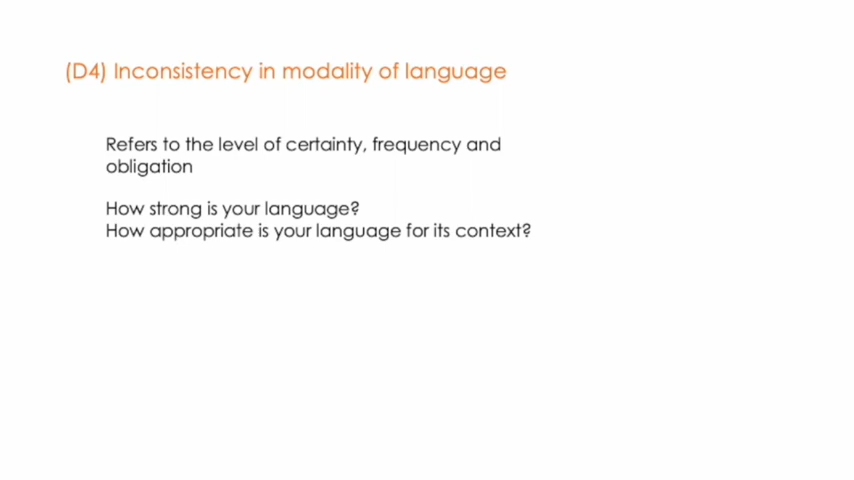 (D4) Inconsistency in modality of language
Refers to the level of certainty, frequency and
obligation
How strong is your language?
How appropriate is your language for its context?